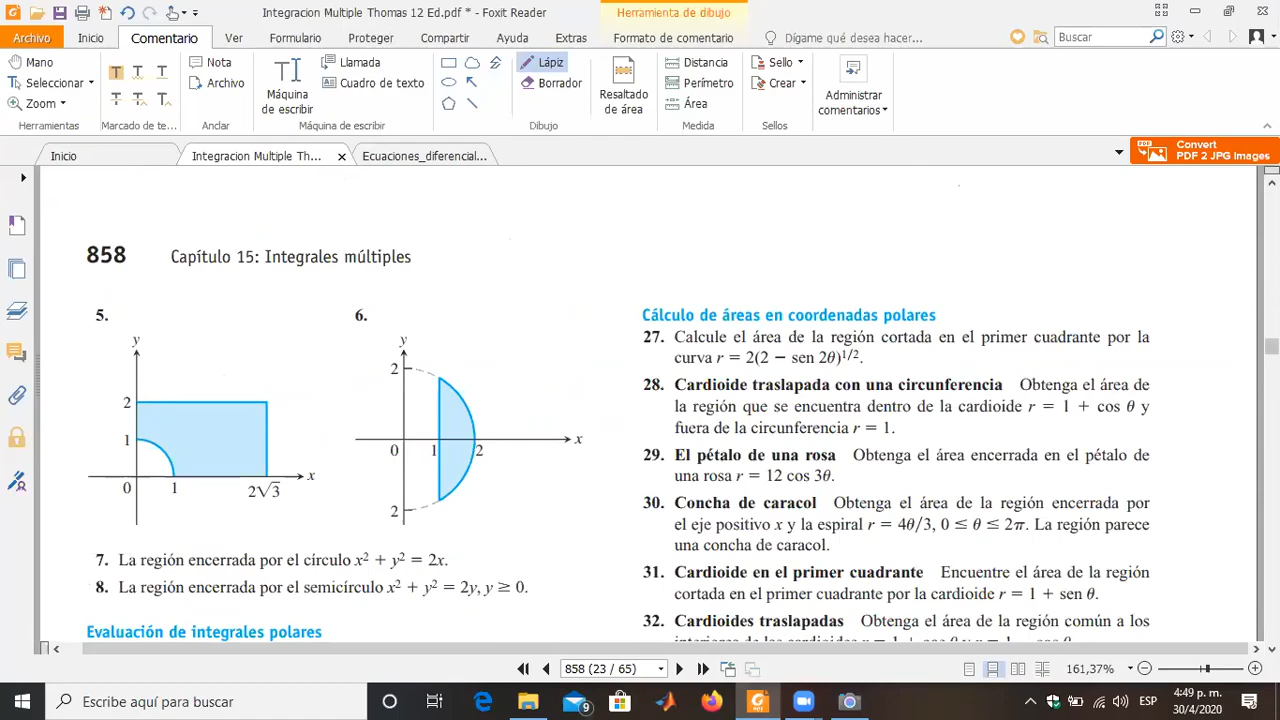 Integracion Multiple Thomas 12 Ed.pdf * - Foxit Reader
Herramienta de dibujo
Archivo Inicio Comentario Ver Formulario Proteger Compartir Ayuda Extras Formato de comentario Dígame qué desea hacer... Buscar
Mano
Seleccionar
Zoom
Herramientas
Marcado de te...
Nota
Archivo
Anclar
Máquina
de escribir
Llamada
Cuadro de texto
Máquina de escribir
Lápiz
Borrador
Dibujo
Resaltado
de área
Distancia
Perímetro
Área
Medida
Sello
Crear
Sellos
Administrar
comentarios
Inicio
Integracion Multiple Th...
Ecuaciones_diferencial...
Convert
PDF 2 JPG Images
858 Capítulo 15: Integrales múltiples
5.
y
2
1
0 1 2√3 x
6.
y
2
0 1 2 x
2
7. La región encerrada por el círculo x² + y² = 2x.
8. La región encerrada por el semicírculo x² + y² = 2y, y ≥ 0.
Evaluación de integrales polares
Cálculo de áreas en coordenadas polares
27. Calcule el área de la región cortada en el primer cuadrante por la
curva r = 2(2 − sen 2θ)^1/2.
28. Cardioide traslapada con una circunferencia Obtenga el área de
la región que se encuentra dentro de la cardioide r = 1 + cos θ y
fuera de la circunferencia r = 1.
29. El pétalo de una rosa Obtenga el área encerrada en el pétalo de
una rosa r = 12 cos 3θ.
30. Concha de caracol Obtenga el área de la región encerrada por
el eje positivo x y la espiral r = 4θ/3, 0 ≤ θ ≤ 2π. La región parece
una concha de caracol.
31. Cardioide en el primer cuadrante Encuentre el área de la región
cortada en el primer cuadrante por la cardioide r = 1 + sen θ.
32. Cardioides traslapadas Obtenga el área de la región común a los
858 (23 / 65)
161,37%
Escribe aquí para buscar
9
ESP
4:49 p. m.
30/4/2020